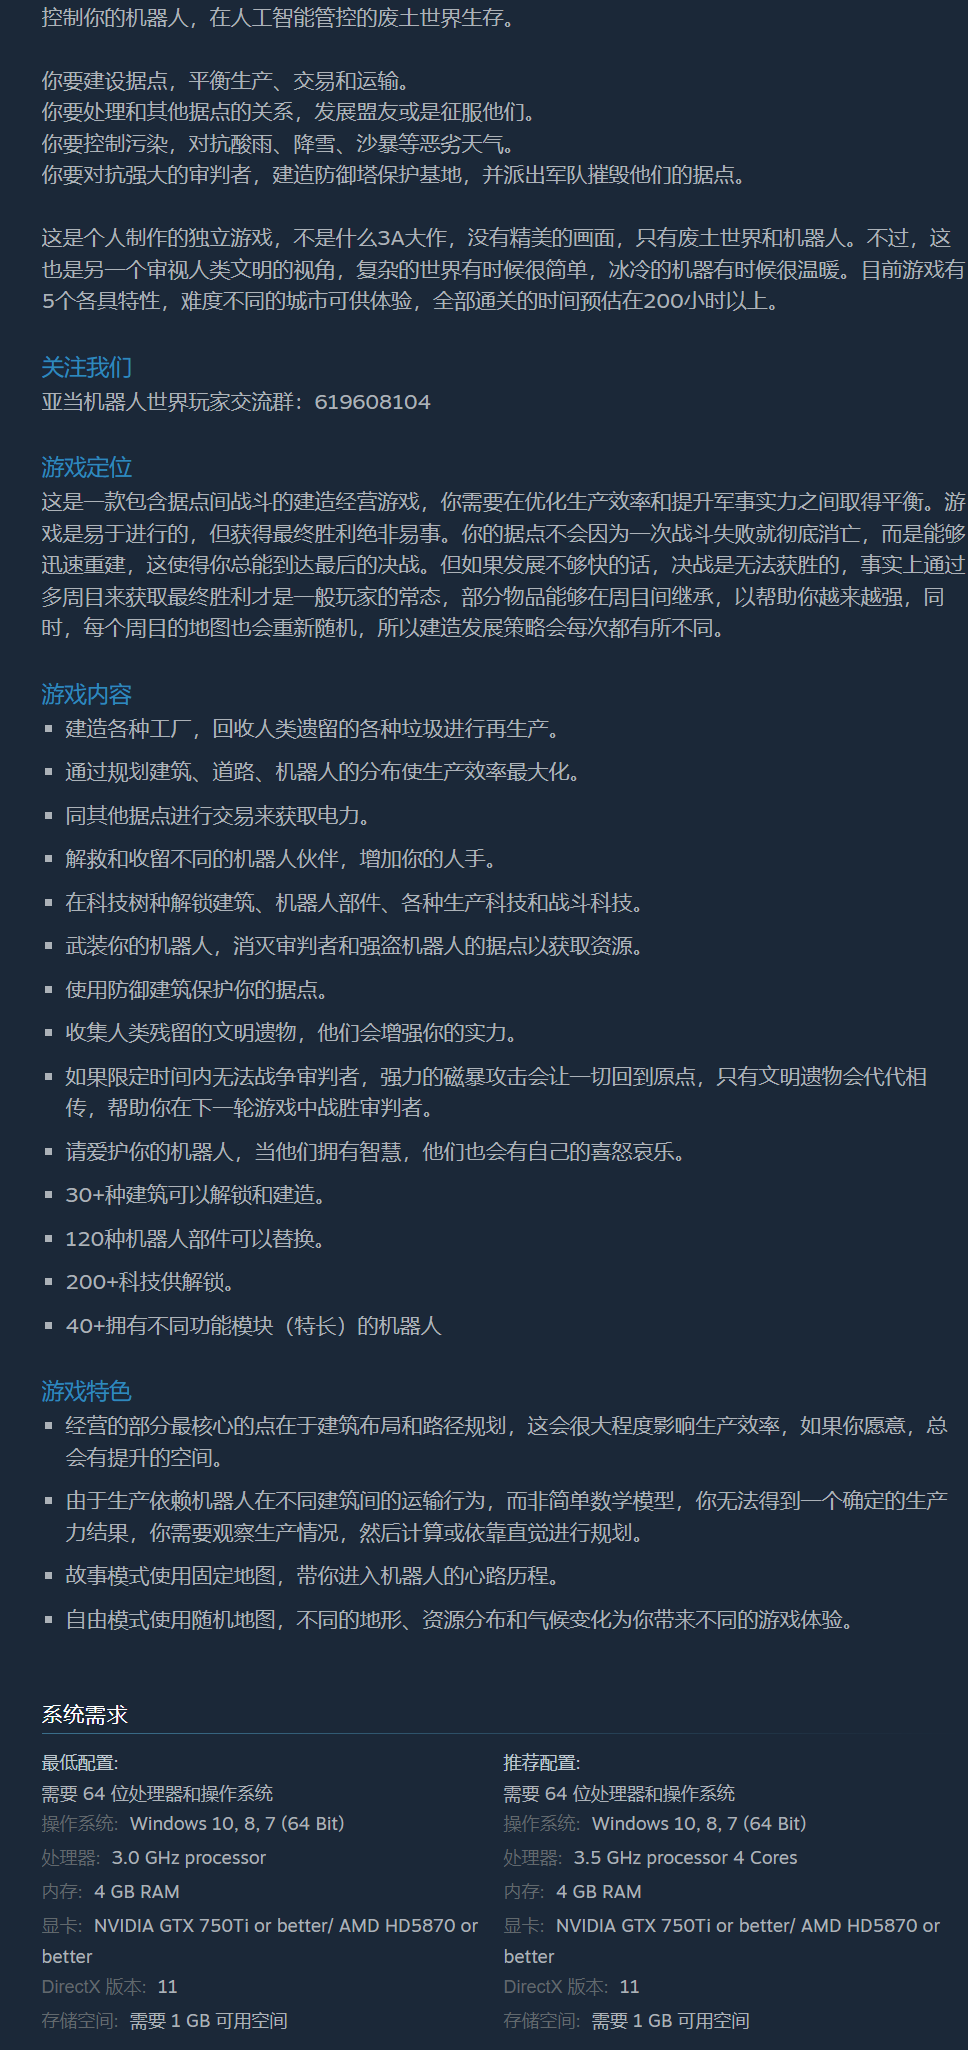 控制你的机器人，在人工智能管控的废土世界生存。
你要建设据点，平衡生产、交易和运输。
你要处理和其他据点的关系，发展盟友或是征服他们。
你要控制污染，对抗酸雨、降雪、沙暴等恶劣天气。
你要对抗强大的审判者，建造防御塔保护基地，并派出军队摧毁他们的据点。
这是个人制作的独立游戏，不是什么3A大作，没有精美的画面，只有废土世界和机器人。不过，这
也是另一个审视人类文明的视角，复杂的世界有时候很简单，冰冷的机器有时候很温暖。目前游戏有
5个各具特性，难度不同的城市可供体验，全部通关的时间预估在200小时以上。
关注我们
亚当机器人世界玩家交流群：619608104
游戏定位
这是一款包含据点间战斗的建造经营游戏，你需要在优化生产效率和提升军事实力之间取得平衡。游
戏是易于进行的，但获得最终胜利绝非易事。你的据点不会因为一次战斗失败就彻底消亡，而是能够
迅速重建，这使得你总能到达最后的决战。但如果发展不够快的话，决战是无法获胜的，事实上通过
多周目来获取最终胜利才是一般玩家的常态，部分物品能够在周目间继承，以帮助你越来越强，同
时，每个周目的地图也会重新随机，所以建造发展策略会每次都有所不同。
游戏内容
▪ 建造各种工厂，回收人类遗留的各种垃圾进行再生产。
▪ 通过规划建筑、道路、机器人的分布使生产效率最大化。
▪ 同其他据点进行交易来获取电力。
▪ 解救和收留不同的机器人伙伴，增加你的人手。
▪ 在科技树种解锁建筑、机器人部件、各种生产科技和战斗科技。
▪ 武装你的机器人，消灭审判者和强盗机器人的据点以获取资源。
▪ 使用防御建筑保护你的据点。
▪ 收集人类残留的文明遗物，他们会增强你的实力。
▪ 如果限定时间内无法战争审判者，强力的磁暴攻击会让一切回到原点，只有文明遗物会代代相
传，帮助你在下一轮游戏中战胜审判者。
▪ 请爱护你的机器人，当他们拥有智慧，他们也会有自己的喜怒哀乐。
▪ 30+种建筑可以解锁和建造。
▪ 120种机器人部件可以替换。
▪ 200+科技供解锁。
▪ 40+拥有不同功能模块（特长）的机器人
游戏特色
▪ 经营的部分最核心的点在于建筑布局和路径规划，这会很大程度影响生产效率，如果你愿意，总
会有提升的空间。
▪ 由于生产依赖机器人在不同建筑间的运输行为，而非简单数学模型，你无法得到一个确定的生产
力结果，你需要观察生产情况，然后计算或依靠直觉进行规划。
▪ 故事模式使用固定地图，带你进入机器人的心路历程。
▪ 自由模式使用随机地图，不同的地形、资源分布和气候变化为你带来不同的游戏体验。
系统需求
最低配置:
需要 64 位处理器和操作系统
操作系统: Windows 10, 8, 7 (64 Bit)
处理器: 3.0 GHz processor
内存: 4 GB RAM
显卡: NVIDIA GTX 750Ti or better/ AMD HD5870 or
better
DirectX 版本: 11
存储空间: 需要 1 GB 可用空间
推荐配置:
需要 64 位处理器和操作系统
操作系统: Windows 10, 8, 7 (64 Bit)
处理器: 3.5 GHz processor 4 Cores
内存: 4 GB RAM
显卡: NVIDIA GTX 750Ti or better/ AMD HD5870 or
better
DirectX 版本: 11
存储空间: 需要 1 GB 可用空间